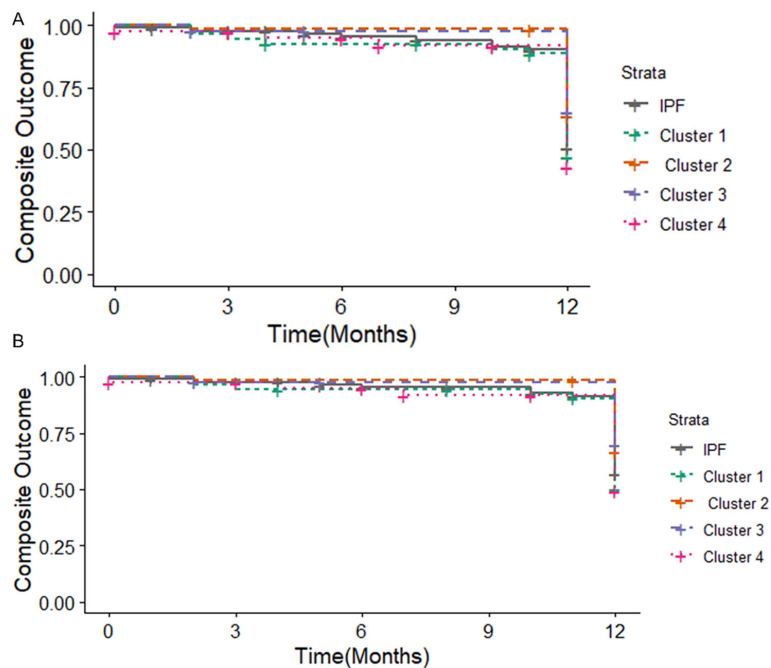 A
Composite Outcome
1.00
0.75
0.50
0.25
0.00
0 3 6 9 12
Time(Months)
Strata
IPF
Cluster 1
Cluster 2
Cluster 3
Cluster 4
B
Composite Outcome
1.00
0.75
0.50
0.25
0.00
0 3 6 9 12
Time(Months)
Strata
IPF
Cluster 1
Cluster 2
Cluster 3
Cluster 4